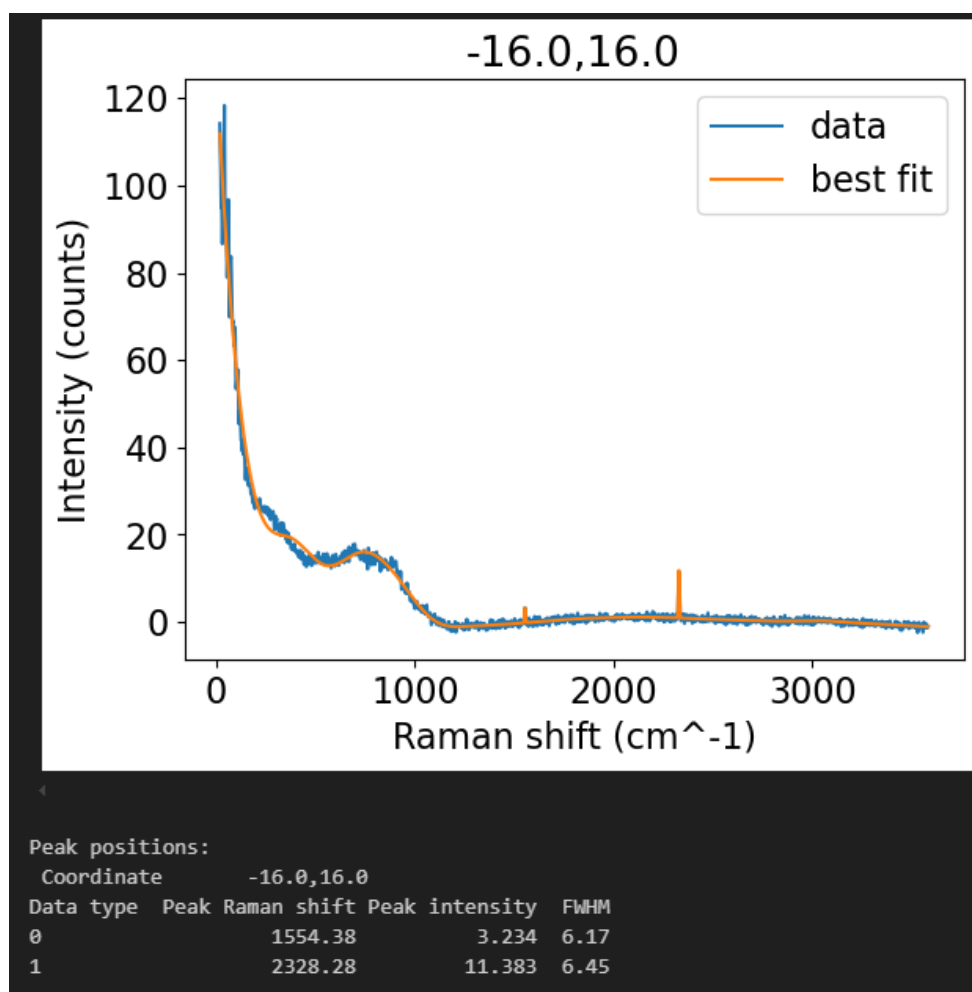 -16.0,16.0
120
100
80
60
40
20
0
Intensity (counts)
data
best fit
0 1000 2000 3000
Raman shift (cm^-1)
Peak positions:
Coordinate -16.0,16.0
Data type Peak Raman shift Peak intensity FWHM
0 1554.38 3.234 6.17
1 2328.28 11.383 6.45